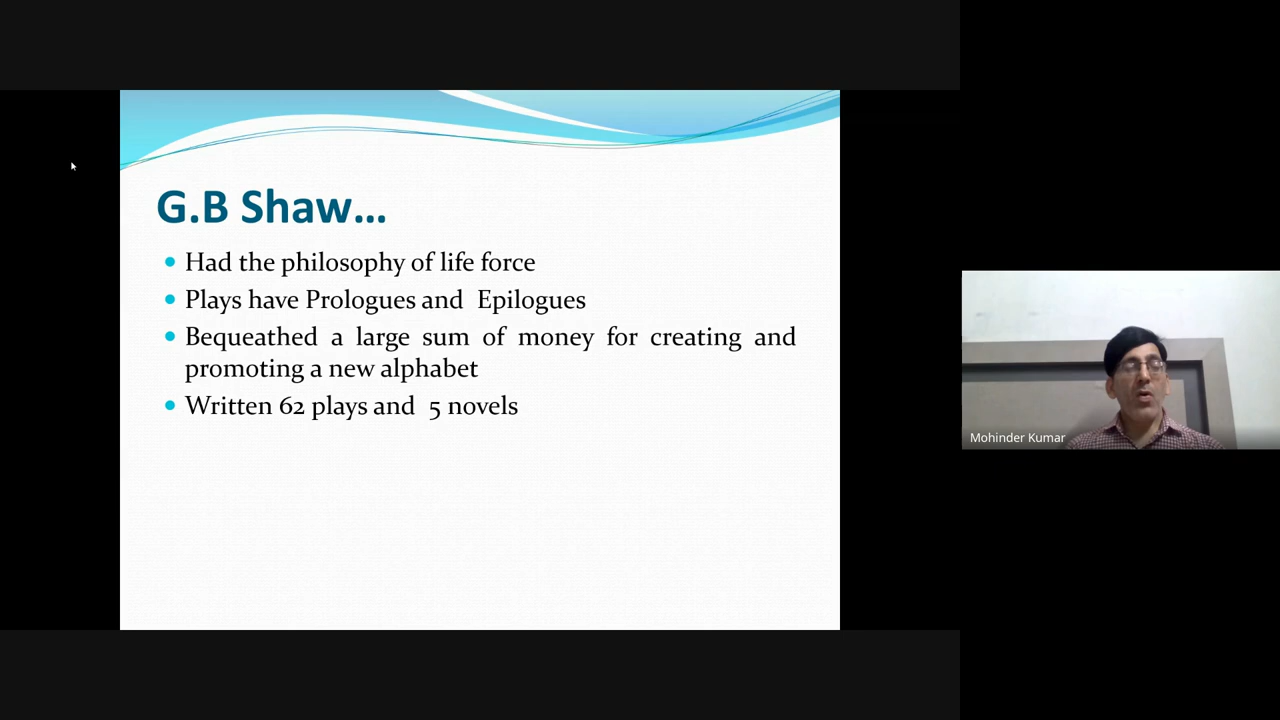 G.B Shaw...
• Had the philosophy of life force
• Plays have Prologues and Epilogues
• Bequeathed a large sum of money for creating and
promoting a new alphabet
• Written 62 plays and 5 novels
Mohinder Kumar